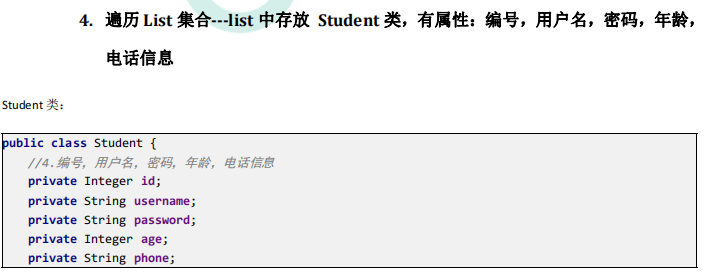 4. 遍历 List 集合---list 中存放 Student 类，有属性：编号，用户名，密码，年龄，
电话信息
Student 类：
public class Student {
//4.编号，用户名，密码，年龄，电话信息
private Integer id;
private String username;
private String password;
private Integer age;
private String phone;